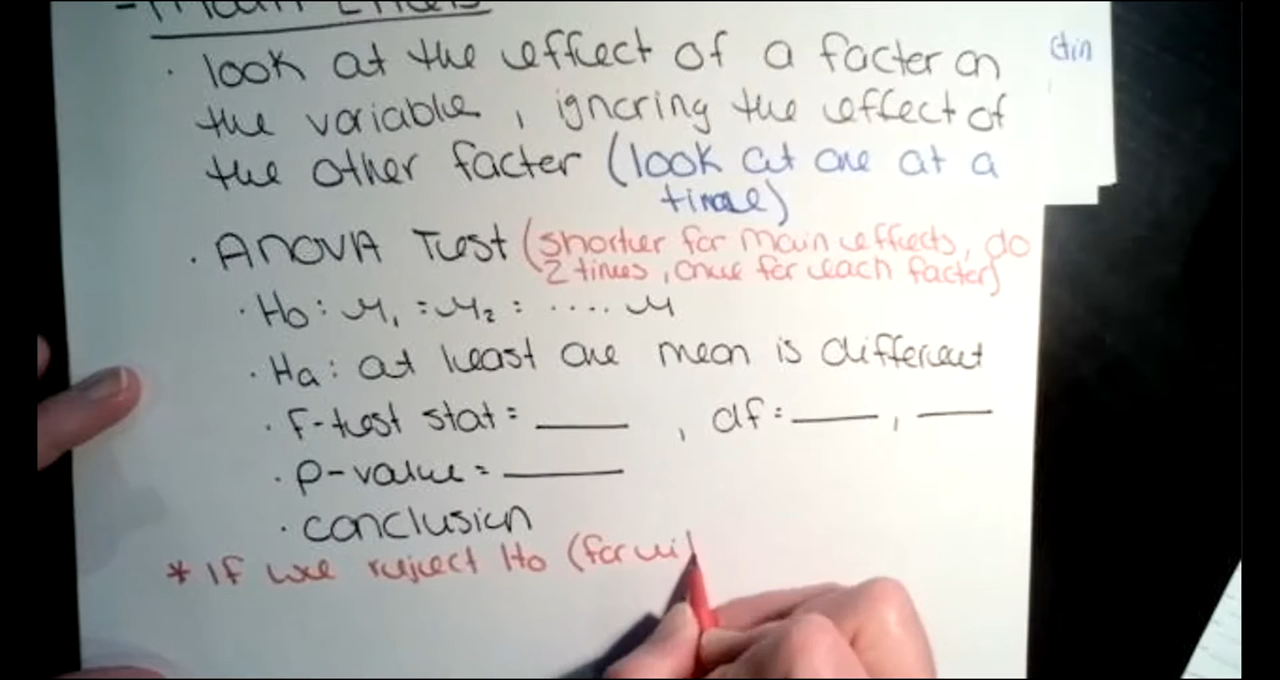 - Main Effects
· look at the effect of a factor on
the variable, ignoring the effect of
the other factor (look at one at a
time)
· ANOVA Test (shorter for main effects, do
2 times, once for each factor)
· Ho: μ₁ = μ₂ = .... μ
· Ha: at least one mean is different
· F-test stat = ____ , df = ____, ____
· p-value = ____
· conclusion
* If we reject Ho (for